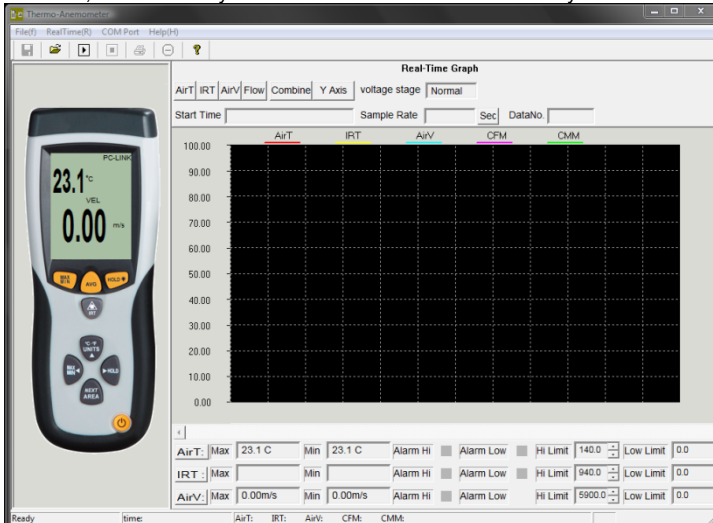 Thermo-Anemometer
File(f) RealTime(R) COM Port Help(H)
Real-Time Graph
AirT IRT AirV Flow Combine Y Axis voltage stage Normal
Start Time Sample Rate Sec DataNo.
AirT IRT AirV CFM CMM
100.00
90.00
80.00
70.00
60.00
50.00
40.00
30.00
20.00
10.00
0.00
PC-LINK
23.1 °C
VEL
0.00 m/s
MAX MIN AVG HOLD
IRT
°C °F
UNITS
MAX MIN HOLD
NEXT
AREA
AirT: Max 23.1 C Min 23.1 C Alarm Hi Alarm Low Hi Limit 140.0 Low Limit 0.0
IRT : Max Min Alarm Hi Alarm Low Hi Limit 940.0 Low Limit 0.0
AirV: Max 0.00m/s Min 0.00m/s Alarm Hi Alarm Low Hi Limit 5900.0 Low Limit 0.0
Ready time: AirT: IRT: AirV: CFM: CMM: